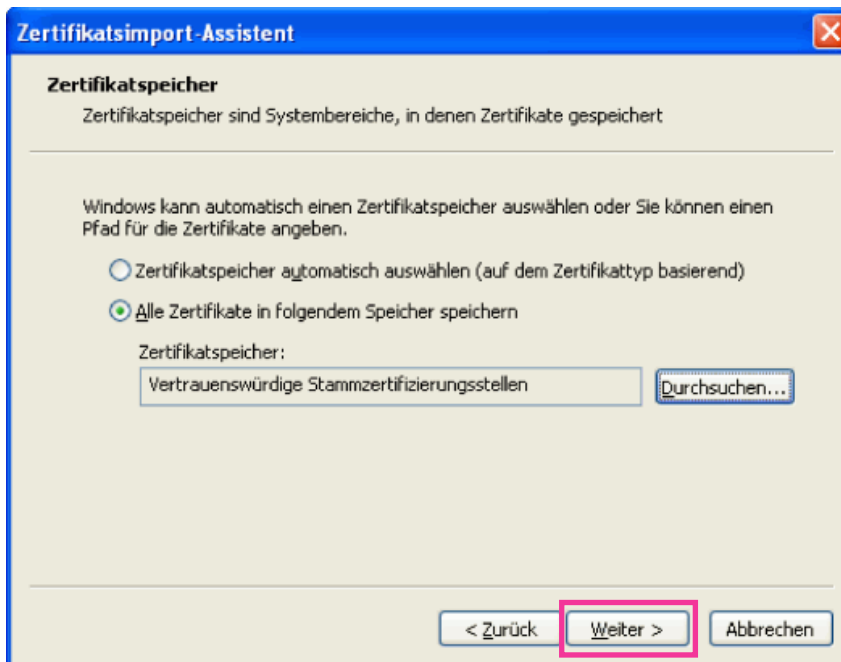 Zertifikatsimport-Assistent
Zertifikatspeicher
Zertifikatspeicher sind Systembereiche, in denen Zertifikate gespeichert
Windows kann automatisch einen Zertifikatspeicher auswählen oder Sie können einen
Pfad für die Zertifikate angeben.
Zertifikatspeicher automatisch auswählen (auf dem Zertifikattyp basierend)
Alle Zertifikate in folgendem Speicher speichern
Zertifikatspeicher:
Vertrauenswürdige Stammzertifizierungsstellen
Durchsuchen...
< Zurück
Weiter >
Abbrechen